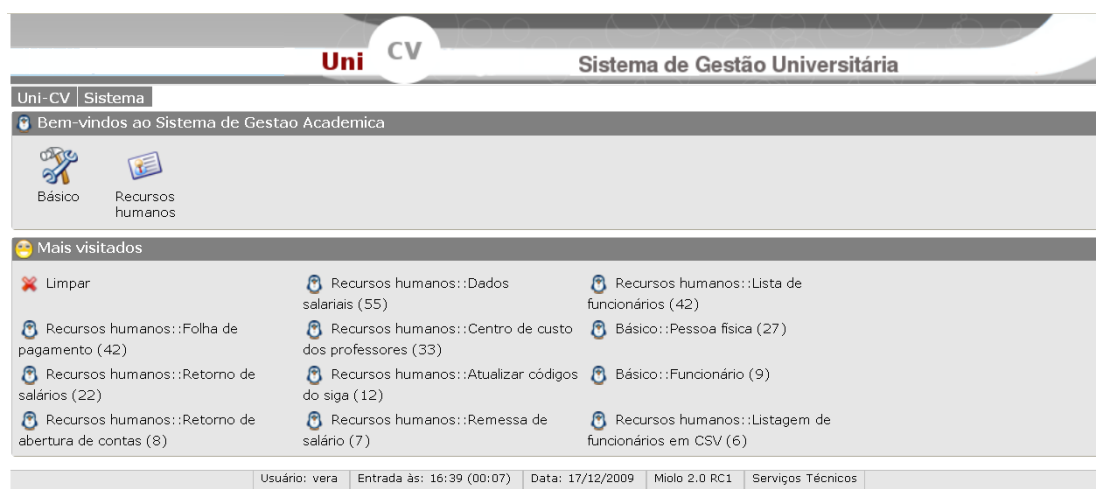 Uni CV Sistema de Gestão Universitária
Uni-CV Sistema
Bem-vindos ao Sistema de Gestao Academica
Básico
Recursos
humanos
Mais visitados
Limpar
Recursos humanos::Dados
salariais (55)
Recursos humanos::Lista de
funcionários (42)
Recursos humanos::Folha de
pagamento (42)
Recursos humanos::Centro de custo
dos professores (33)
Básico::Pessoa física (27)
Recursos humanos::Retorno de
salários (22)
Recursos humanos::Atualizar códigos
do siga (12)
Básico::Funcionário (9)
Recursos humanos::Retorno de
abertura de contas (8)
Recursos humanos::Remessa de
salário (7)
Recursos humanos::Listagem de
funcionários em CSV (6)
Usuário: vera Entrada às: 16:39 (00:07) Data: 17/12/2009 Miolo 2.0 RC1 Serviços Técnicos